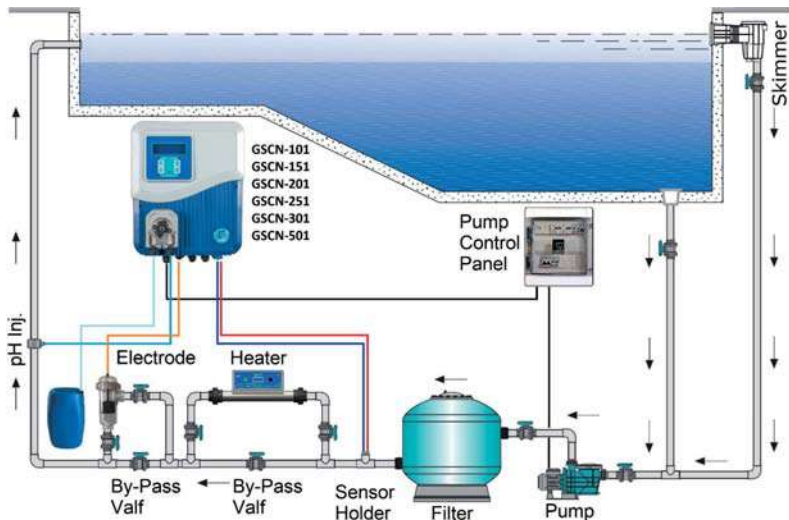 Skimmer
GSCN-101
GSCN-151
GSCN-201
GSCN-251
GSCN-301
GSCN-501
Pump
Control
Panel
pH Inj.
Electrode
Heater
By-Pass
Valf
By-Pass
Valf
Sensor
Holder
Filter
Pump